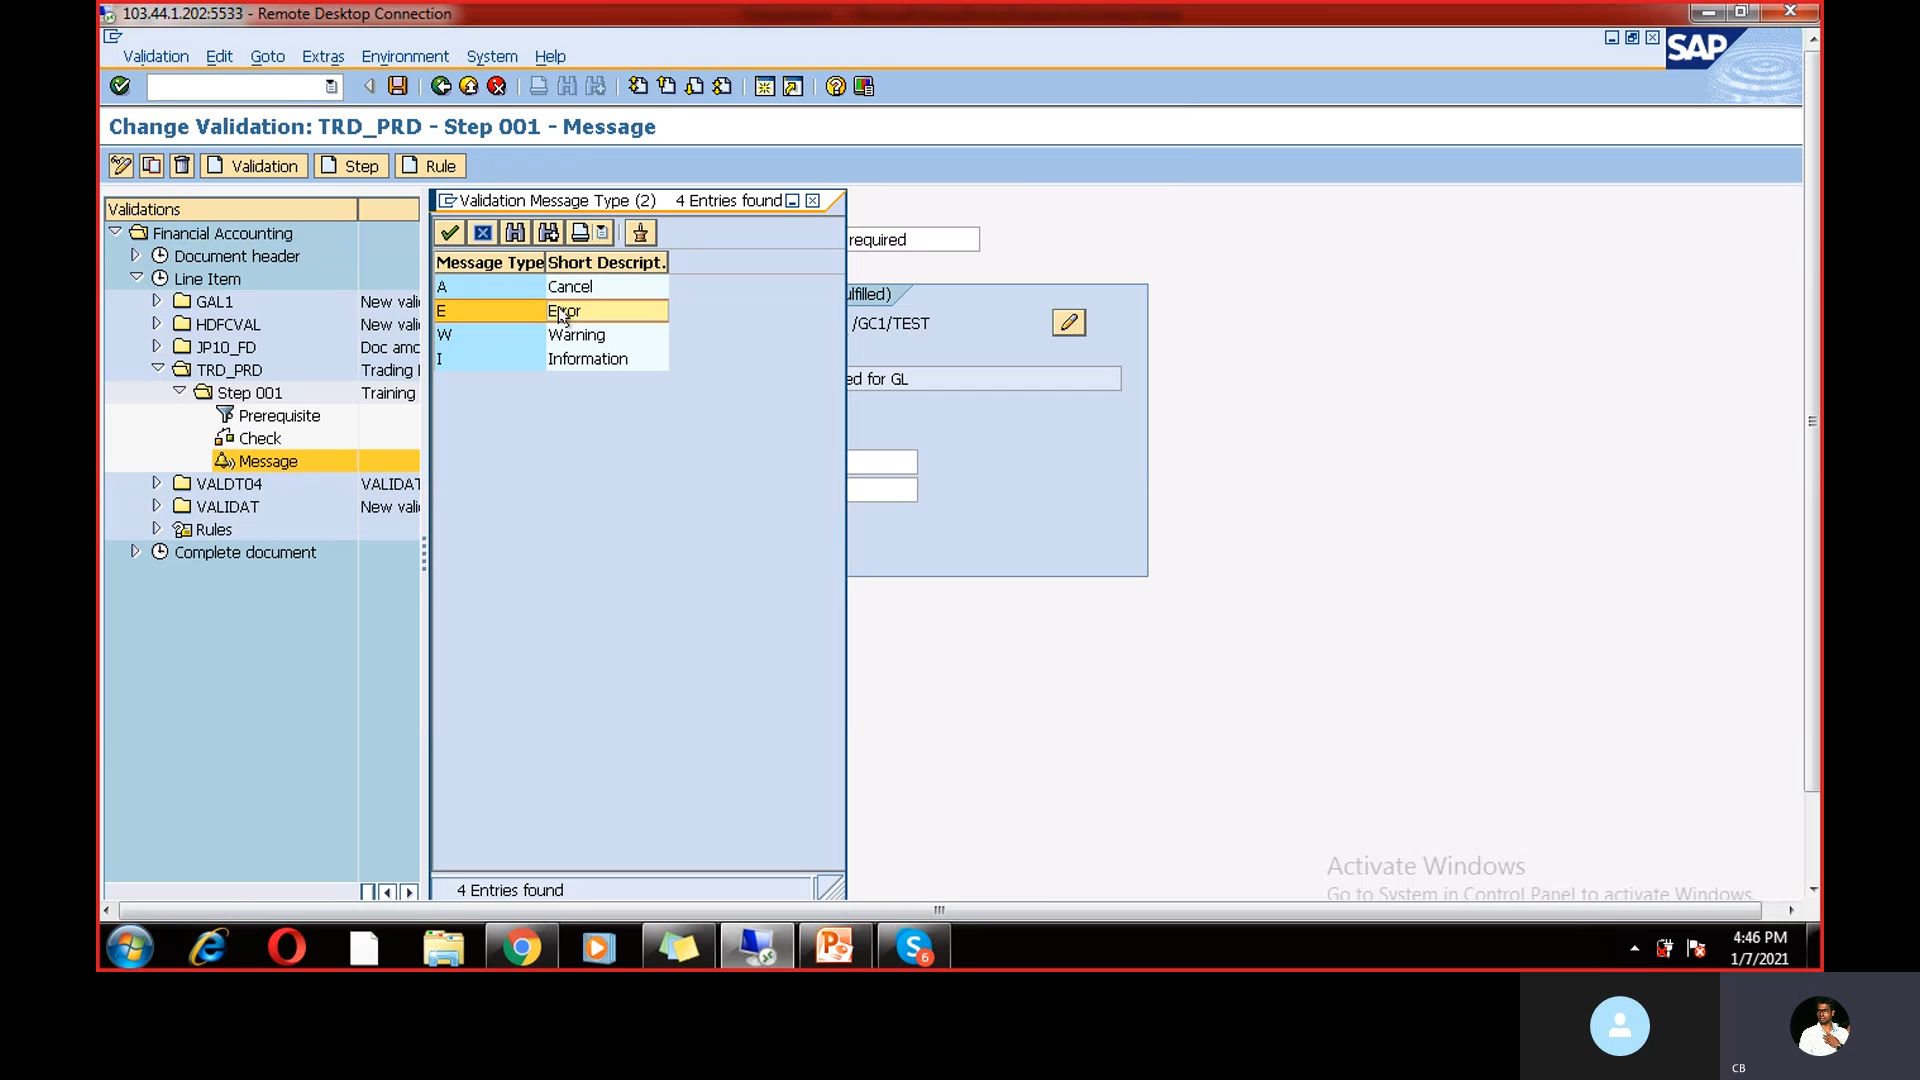 103.44.1.202:5533 - Remote Desktop Connection
Validation Edit Goto Extras Environment System Help
SAP
Change Validation: TRD_PRD - Step 001 - Message
Validation Step Rule
Validations
Financial Accounting
Document header
Line Item
GAL1 New vali
HDFCVAL New vali
JP10_FD Doc amo
TRD_PRD Trading
Step 001 Training
Prerequisite
Check
Message
VALDT04 VALIDAT
VALIDAT New vali
Rules
Complete document
Validation Message Type (2) 4 Entries found
Message Type Short Descript.
A Cancel
E Error
W Warning
I Information
4 Entries found
required
ulfilled)
/GC1/TEST
ed for GL
Activate Windows
Go to System in Control Panel to activate Windows.
6
4:46 PM
1/7/2021
CB